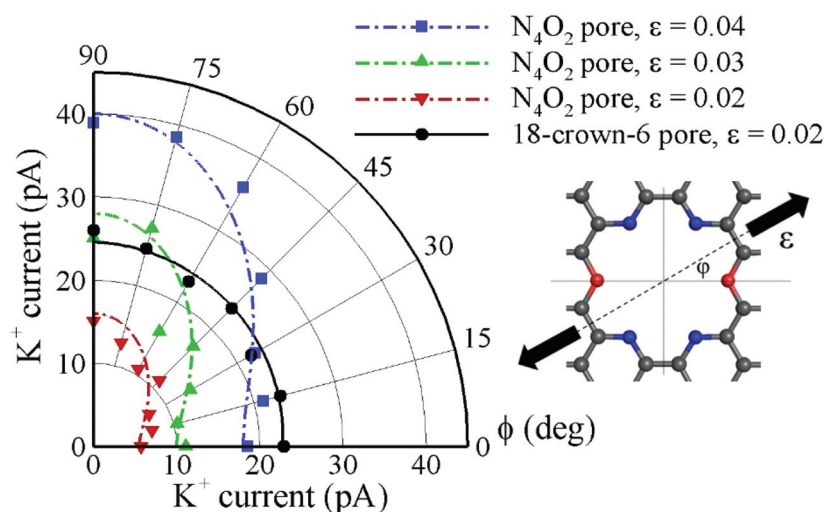 N₄O₂ pore, ε = 0.04
N₄O₂ pore, ε = 0.03
N₄O₂ pore, ε = 0.02
18-crown-6 pore, ε = 0.02
90
75
60
45
30
15
0
ϕ (deg)
K⁺ current (pA)
40
30
20
10
0
0
10
20
30
40
K⁺ current (pA)
ε
φ